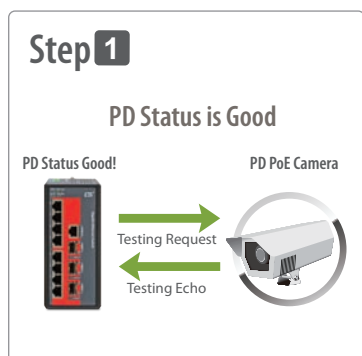 Step 1
PD Status is Good
PD Status Good!
PD PoE Camera
Testing Request
Testing Echo